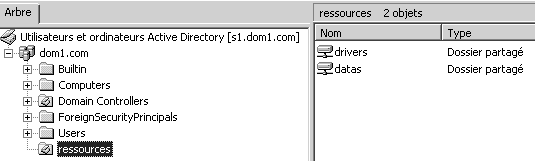 Arbre
ressources 2 objets
Utilisateurs et ordinateurs Active Directory [s1.dom1.com]
Nom Type
dom1.com
drivers Dossier partagé
Builtin
datas Dossier partagé
Computers
Domain Controllers
ForeignSecurityPrincipals
Users
ressources